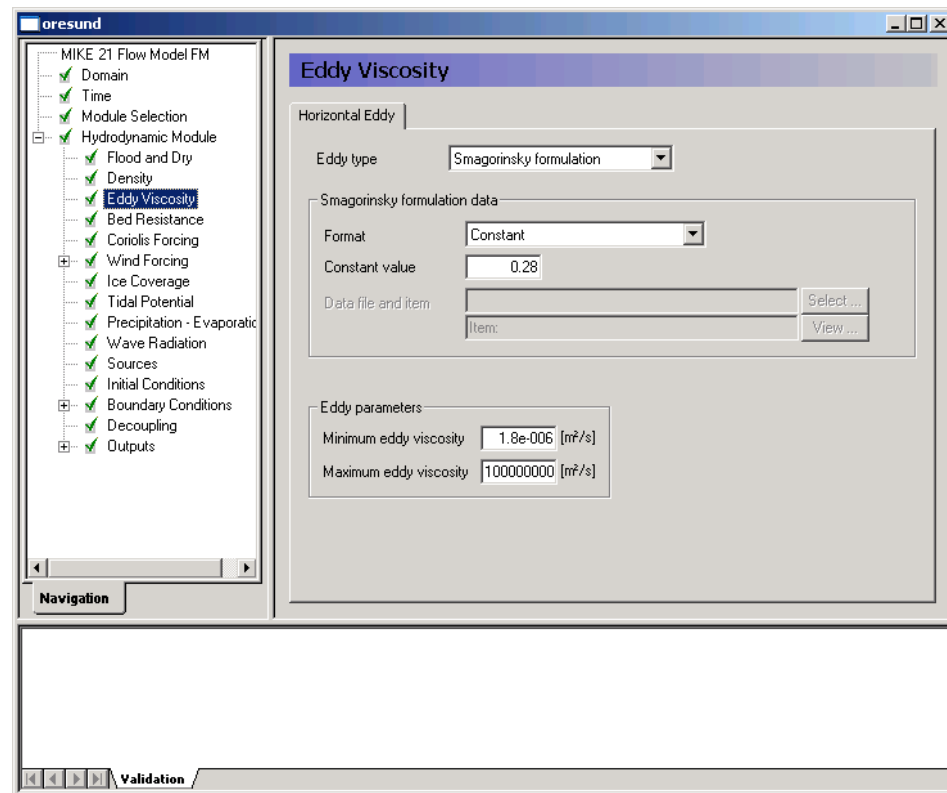 oresund
MIKE 21 Flow Model FM
Domain
Time
Module Selection
Hydrodynamic Module
Flood and Dry
Density
Eddy Viscosity
Bed Resistance
Coriolis Forcing
Wind Forcing
Ice Coverage
Tidal Potential
Precipitation - Evaporatic
Wave Radiation
Sources
Initial Conditions
Boundary Conditions
Decoupling
Outputs
Navigation
Eddy Viscosity
Horizontal Eddy
Eddy type Smagorinsky formulation
Smagorinsky formulation data
Format Constant
Constant value 0.28
Data file and item Select ...
Item: View ...
Eddy parameters
Minimum eddy viscosity 1.8e-006 [m²/s]
Maximum eddy viscosity 100000000 [m²/s]
Validation